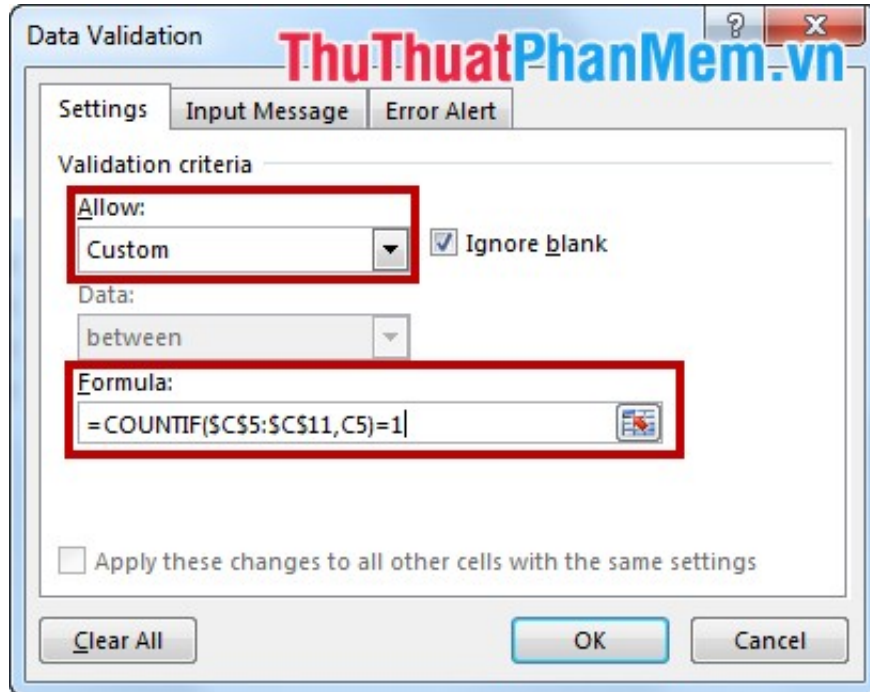 Data Validation
ThuThuatPhanMem.vn
Settings
Input Message
Error Alert
Validation criteria
Allow:
Custom
Ignore blank
Data:
between
Formula:
=COUNTIF($C$5:$C$11,C5)=1
Apply these changes to all other cells with the same settings
Clear All
OK
Cancel